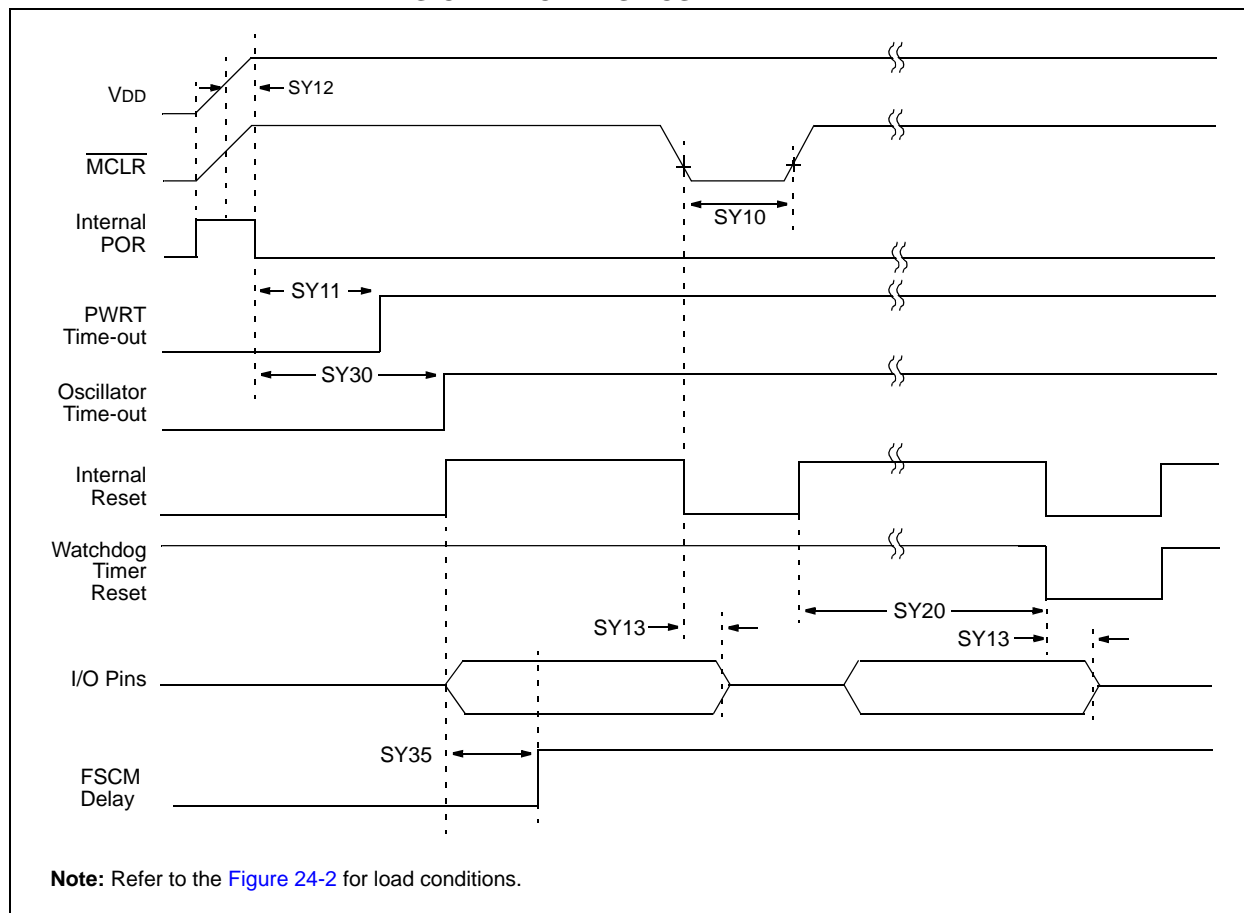 VDD
SY12
MCLR
SY10
Internal
POR
SY11
PWRT
Time-out
SY30
Oscillator
Time-out
Internal
Reset
Watchdog
Timer
Reset
SY20
SY13
SY13
I/O Pins
SY35
FSCM
Delay
Note: Refer to the Figure 24-2 for load conditions.